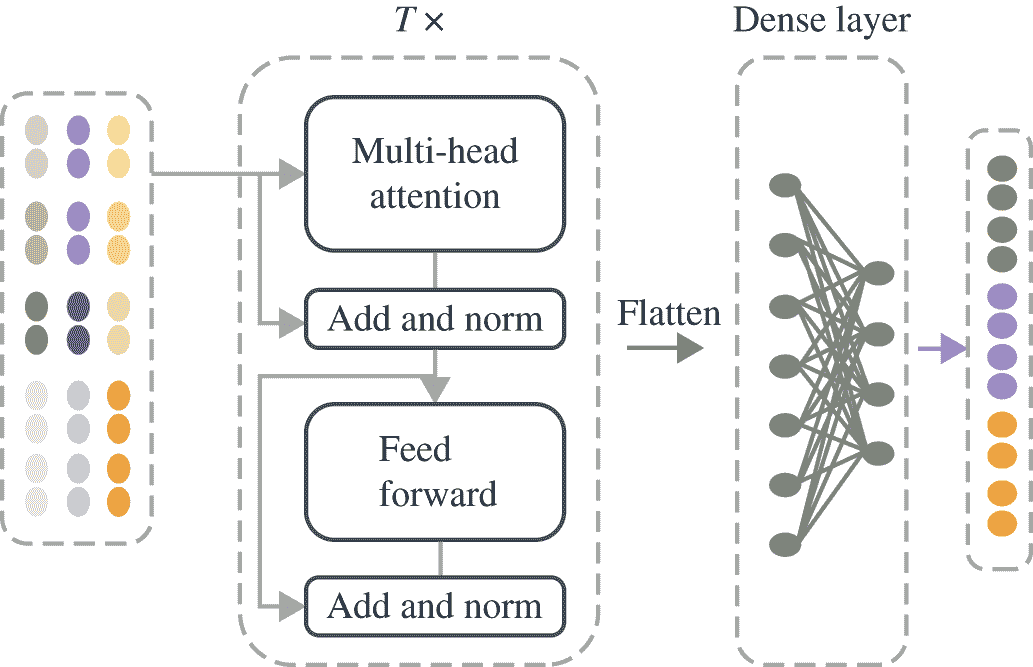 T ×
Dense layer
Multi-head
attention
Add and norm
Flatten
Feed
forward
Add and norm